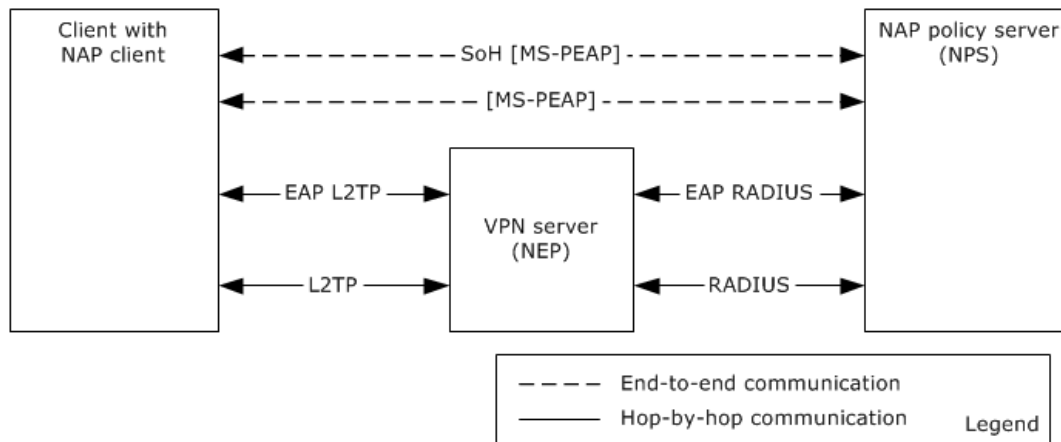 Client with
NAP client
NAP policy server
(NPS)
SoH [MS-PEAP]
[MS-PEAP]
EAP L2TP
EAP RADIUS
VPN server
(NEP)
L2TP
RADIUS
End-to-end communication
Hop-by-hop communication
Legend